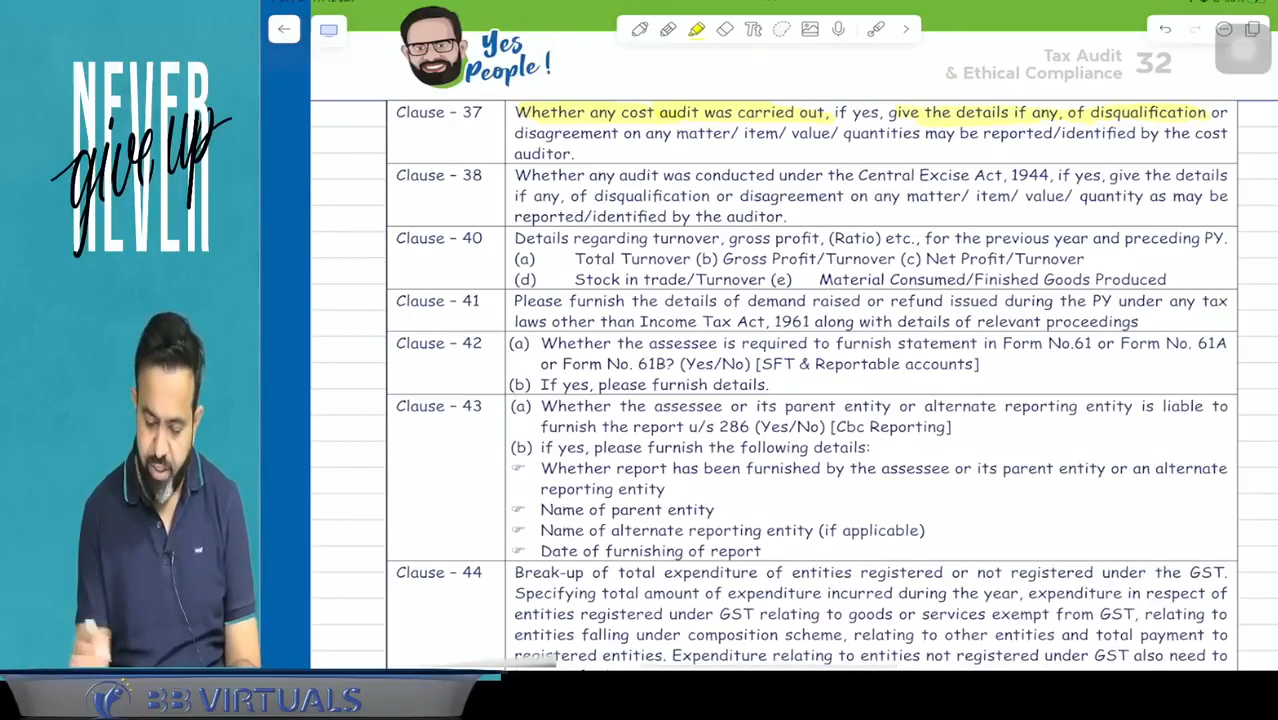 NEVER
give up
NEVER
Yes
People !
Tt
Tax Audit
& Ethical Compliance
32
Clause – 37
Whether any cost audit was carried out, if yes, give the details if any, of disqualification or
disagreement on any matter/ item/ value/ quantities may be reported/identified by the cost
auditor.
Clause – 38
Whether any audit was conducted under the Central Excise Act, 1944, if yes, give the details
if any, of disqualification or disagreement on any matter/ item/ value/ quantity as may be
reported/identified by the auditor.
Clause – 40
Details regarding turnover, gross profit, (Ratio) etc., for the previous year and preceding PY.
(a) Total Turnover (b) Gross Profit/Turnover (c) Net Profit/Turnover
(d) Stock in trade/Turnover (e) Material Consumed/Finished Goods Produced
Clause – 41
Please furnish the details of demand raised or refund issued during the PY under any tax
laws other than Income Tax Act, 1961 along with details of relevant proceedings
Clause – 42
(a) Whether the assessee is required to furnish statement in Form No.61 or Form No. 61A
or Form No. 61B? (Yes/No) [SFT & Reportable accounts]
(b) If yes, please furnish details.
Clause – 43
(a) Whether the assessee or its parent entity or alternate reporting entity is liable to
furnish the report u/s 286 (Yes/No) [Cbc Reporting]
(b) if yes, please furnish the following details:
Whether report has been furnished by the assessee or its parent entity or an alternate
reporting entity
Name of parent entity
Name of alternate reporting entity (if applicable)
Date of furnishing of report
Clause – 44
Break-up of total expenditure of entities registered or not registered under the GST.
Specifying total amount of expenditure incurred during the year, expenditure in respect of
entities registered under GST relating to goods or services exempt from GST, relating to
entities falling under composition scheme, relating to other entities and total payment to
registered entities. Expenditure relating to entities not registered under GST also need to
BB VIRTUALS